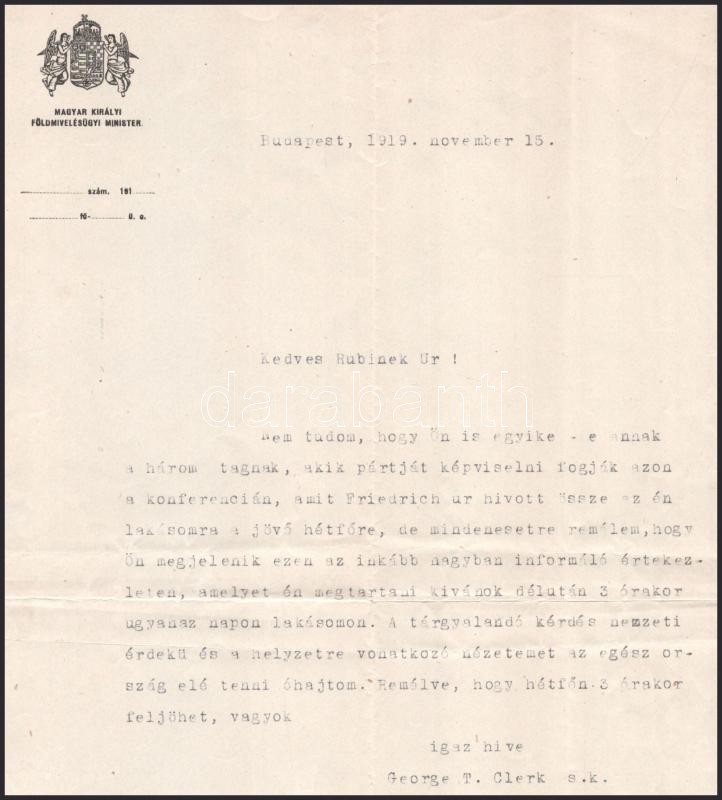 MAGYAR KIRÁLYI
FÖLDMIVELÉSÜGYI MINISTER.
Budapest, 1919. november 15.
szám. 191
fő- ü. o.
Kedves Rubinek Ur !
darabanth
Nem tudom, hogy Ön is egyike - e annak
a három tagnak, akik pártját képviselni fogják azon
a konferencián, amit Friedrich ur hivott össze az én
lakásomra a jövő hétfőre, de mindenesetre remélem,hogy
Ön megjelenik ezen az inkább nagyban informáló értekez-
leten, amelyet én megtartani kivánok délután 3 órakor
ugyanaz napon lakásomon. A tárgyalandó kérdés nemzeti
érdekü és a helyzetre vonatkozó nézetemet az egész or-
szág elé tenni óhajtom. Remélve, hogy hétfőn 3 órakor
feljöhet, vagyok
igaz hive
George T. Clerk s.k.